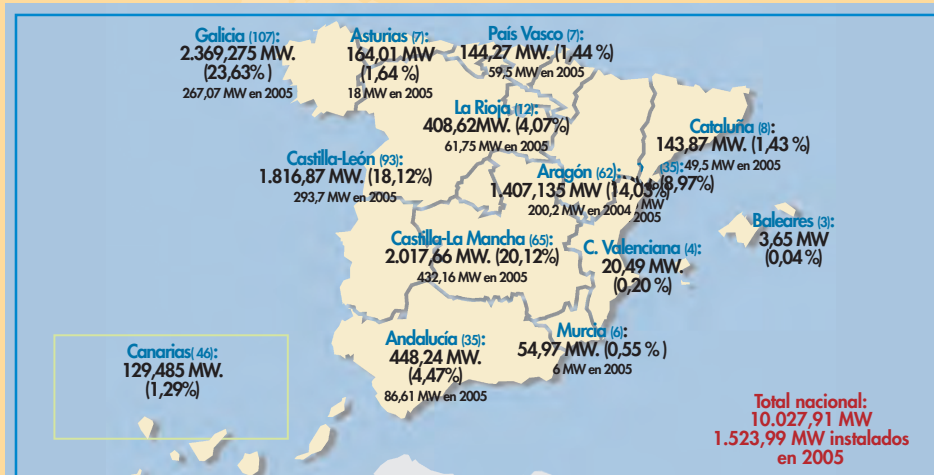 Galicia (107):
2.369,275 MW.
(23,63% )
267,07 MW en 2005
Asturias (7):
164,01 MW
(1,64 %)
18 MW en 2005
País Vasco (7):
144,27 MW. (1,44 %)
59,5 MW en 2005
La Rioja (12):
408,62MW. (4,07%)
61,75 MW en 2005
Cataluña (8):
143,87 MW. (1,43 %)
49,5 MW en 2005
Castilla-León (93):
1.816,87 MW. (18,12%)
293,7 MW en 2005
Aragón (62):
1.407,135 MW (14,03%)
200,2 MW en 2004
(35):
(8,97%)
MW
2005
Baleares (3):
3,65 MW
(0,04 %)
Castilla-La Mancha (65):
2.017,66 MW. (20,12%)
432,16 MW en 2005
C. Valenciana (4):
20,49 MW.
(0,20 %)
Murcia (6):
54,97 MW. (0,55 % )
6 MW en 2005
Andalucía (35):
448,24 MW.
(4,47%)
86,61 MW en 2005
Canarias( 46):
129,485 MW.
(1,29%)
Total nacional:
10.027,91 MW
1.523,99 MW instalados
en 2005